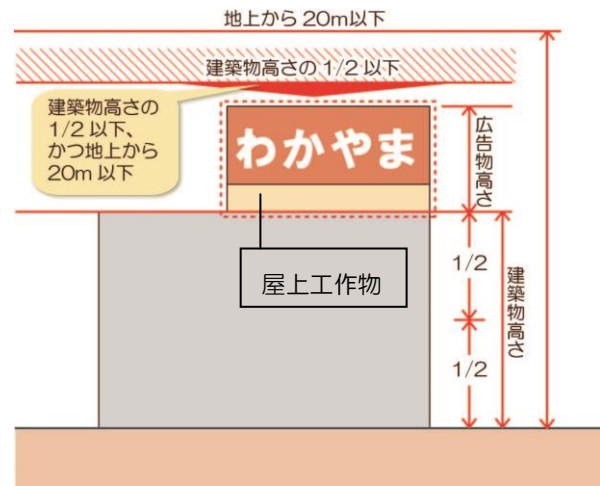 地上から20m以下
建築物高さの1/2以下
建築物高さの
1/2以下、
かつ地上から
20m以下
わかやま
広告物高さ
屋上工作物
1/2
建築物高さ
1/2